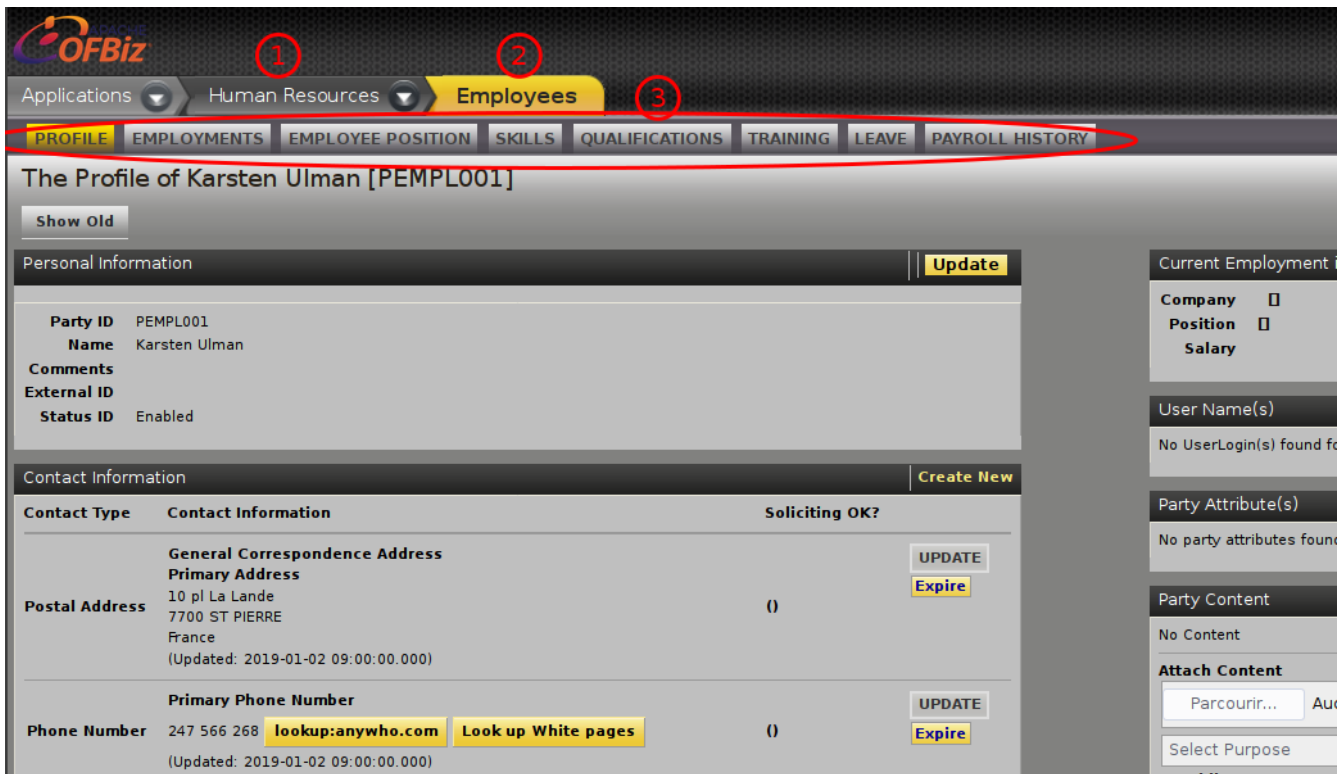 OFBiz
1
2
3
Applications Human Resources Employees
PROFILE EMPLOYMENTS EMPLOYEE POSITION SKILLS QUALIFICATIONS TRAINING LEAVE PAYROLL HISTORY
The Profile of Karsten Ulman [PEMPL001]
Show Old
Personal Information Update
Party ID PEMPL001
Name Karsten Ulman
Comments
External ID
Status ID Enabled
Contact Information Create New
Contact Type Contact Information Soliciting OK?
General Correspondence Address
Primary Address
10 pl La Lande
7700 ST PIERRE
France
(Updated: 2019-01-02 09:00:00.000)
Postal Address () UPDATE
Expire
Primary Phone Number
Phone Number 247 566 268 lookup:anywho.com Look up White pages () UPDATE
Expire
(Updated: 2019-01-02 09:00:00.000)
Current Employment i
Company []
Position []
Salary
User Name(s)
No UserLogin(s) found fo
Party Attribute(s)
No party attributes found
Party Content
No Content
Attach Content
Parcourir... Auc
Select Purpose